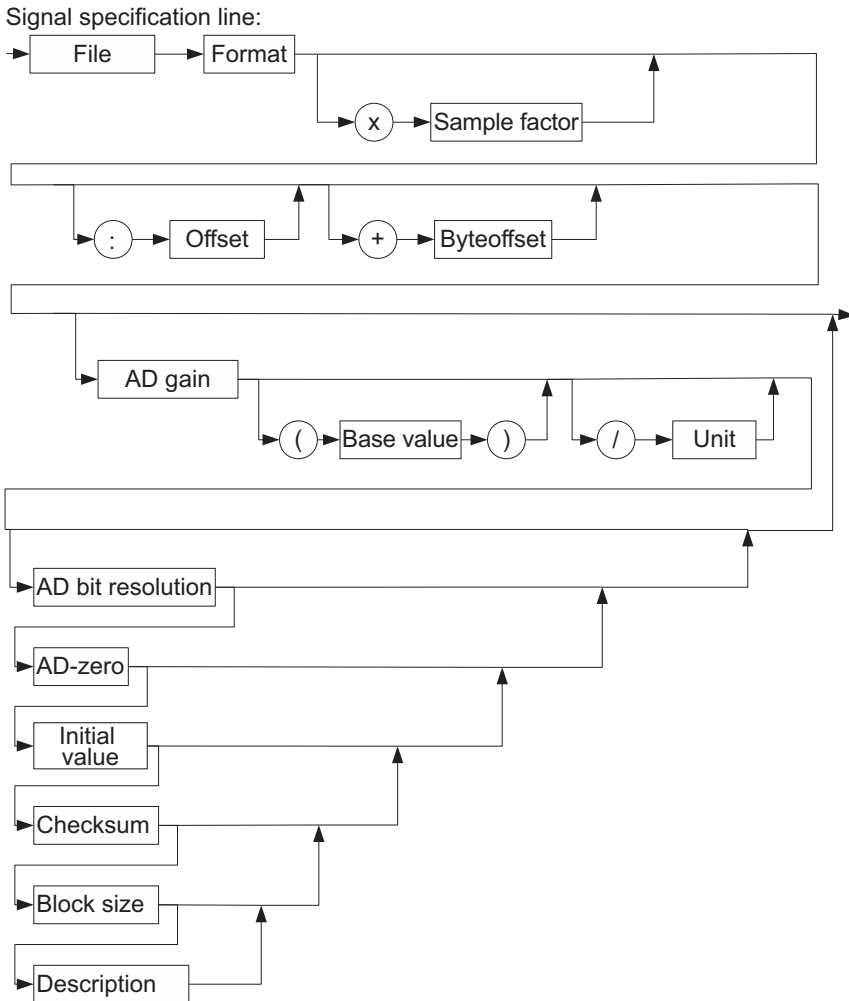 Signal specification line:
File Format
x Sample factor
: Offset + Byteoffset
AD gain
( Base value ) / Unit
AD bit resolution
AD-zero
Initial
value
Checksum
Block size
Description